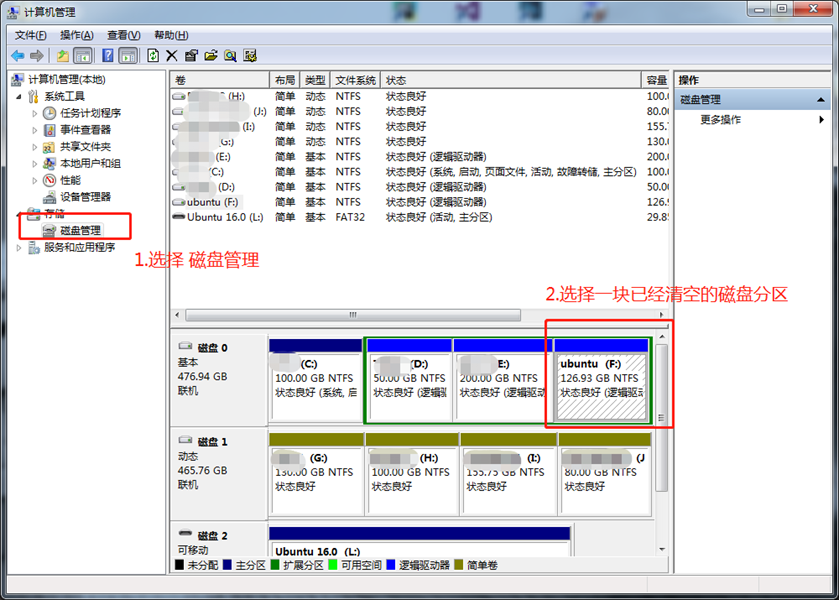 计算机管理
文件(F) 操作(A) 查看(V) 帮助(H)
计算机管理(本地)
系统工具
任务计划程序
事件查看器
共享文件夹
本地用户和组
性能
设备管理器
存储
磁盘管理
服务和应用程序
卷 布局 类型 文件系统 状态 容量
(H:) 简单 动态 NTFS 状态良好 100.
(J:) 简单 动态 NTFS 状态良好 80.0
(I:) 简单 动态 NTFS 状态良好 155.
(G:) 简单 动态 NTFS 状态良好 130.
(E:) 简单 基本 NTFS 状态良好 (逻辑驱动器) 200.
(C:) 简单 基本 NTFS 状态良好 (系统, 启动, 页面文件, 活动, 故障转储, 主分区) 100.
(D:) 简单 基本 NTFS 状态良好 (逻辑驱动器) 50.0
ubuntu (F:) 简单 基本 NTFS 状态良好 (逻辑驱动器) 126.
Ubuntu 16.0 (L:) 简单 基本 FAT32 状态良好 (活动, 主分区) 29.8
操作
磁盘管理
更多操作
1.选择 磁盘管理
2.选择一块已经清空的磁盘分区
磁盘 0
基本
476.94 GB
联机
(C:)
100.00 GB NTFS
状态良好 (系统, 启
(D:)
50.00 GB NTFS
状态良好 (逻辑驱
E:)
200.00 GB NTFS
状态良好 (逻辑驱动
ubuntu (F:)
126.93 GB NTFS
状态良好 (逻辑驱动
磁盘 1
动态
465.76 GB
联机
(G:)
130.00 GB NTFS
状态良好
(H:)
100.00 GB NTFS
状态良好
(I:)
155.75 GB NTFS
状态良好
(J
80.00 GB NTFS
状态良好
磁盘 2
可移动
Ubuntu 16.0 (L:)
未分配 主分区 扩展分区 可用空间 逻辑驱动器 简单卷